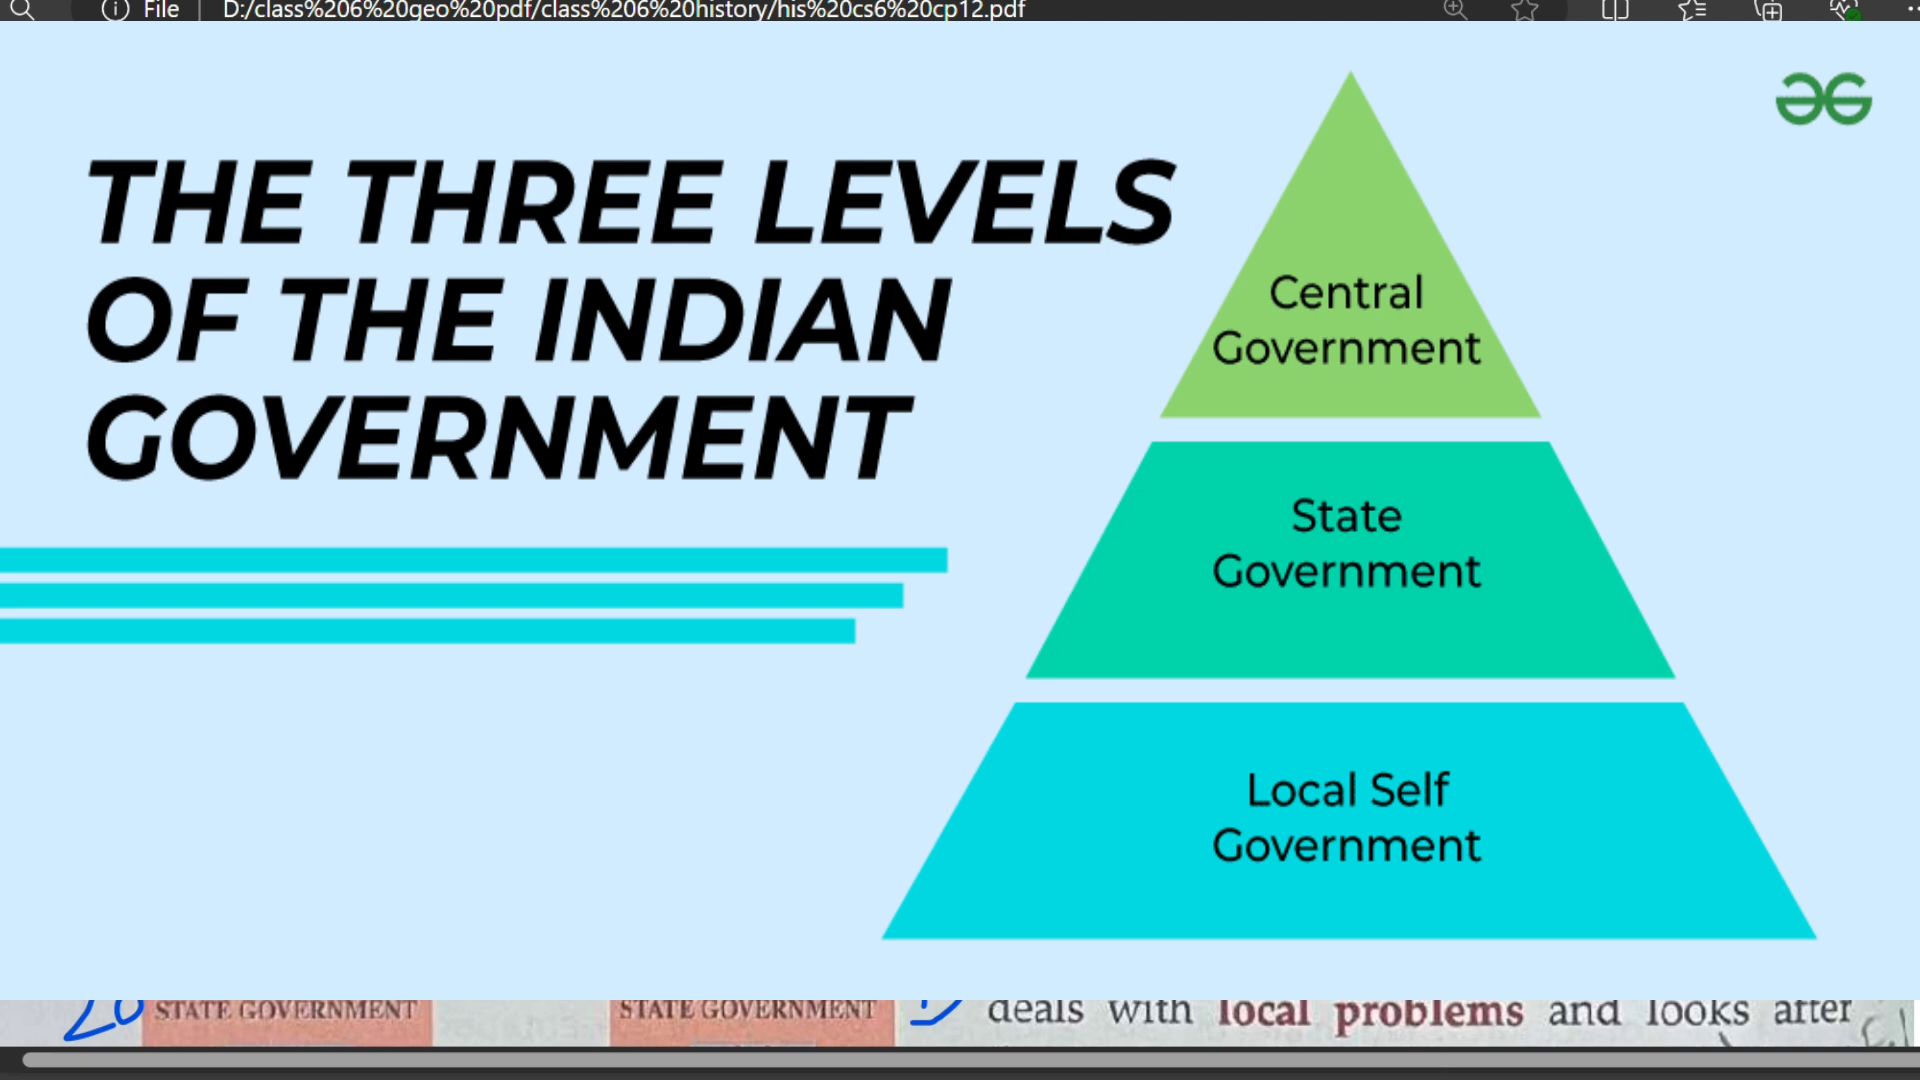 File
D:/class%206%20geo%20pdf/class%206%20history/his%20cs6%20cp12.pdf
THE THREE LEVELS
OF THE INDIAN
GOVERNMENT
Central
Government
State
Government
Local Self
Government
STATE GOVERNMENT
STATE GOVERNMENT
deals with local problems and looks after